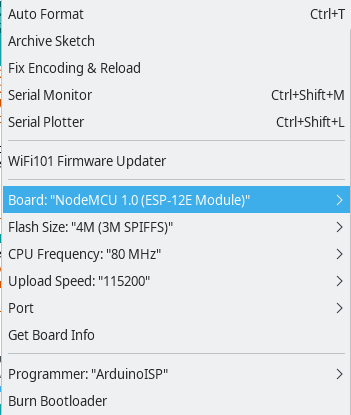 Auto Format Ctrl+T
Archive Sketch
Fix Encoding & Reload
Serial Monitor Ctrl+Shift+M
Serial Plotter Ctrl+Shift+L
WiFi101 Firmware Updater
Board: "NodeMCU 1.0 (ESP-12E Module)"
Flash Size: "4M (3M SPIFFS)"
CPU Frequency: "80 MHz"
Upload Speed: "115200"
Port
Get Board Info
Programmer: "ArduinoISP"
Burn Bootloader